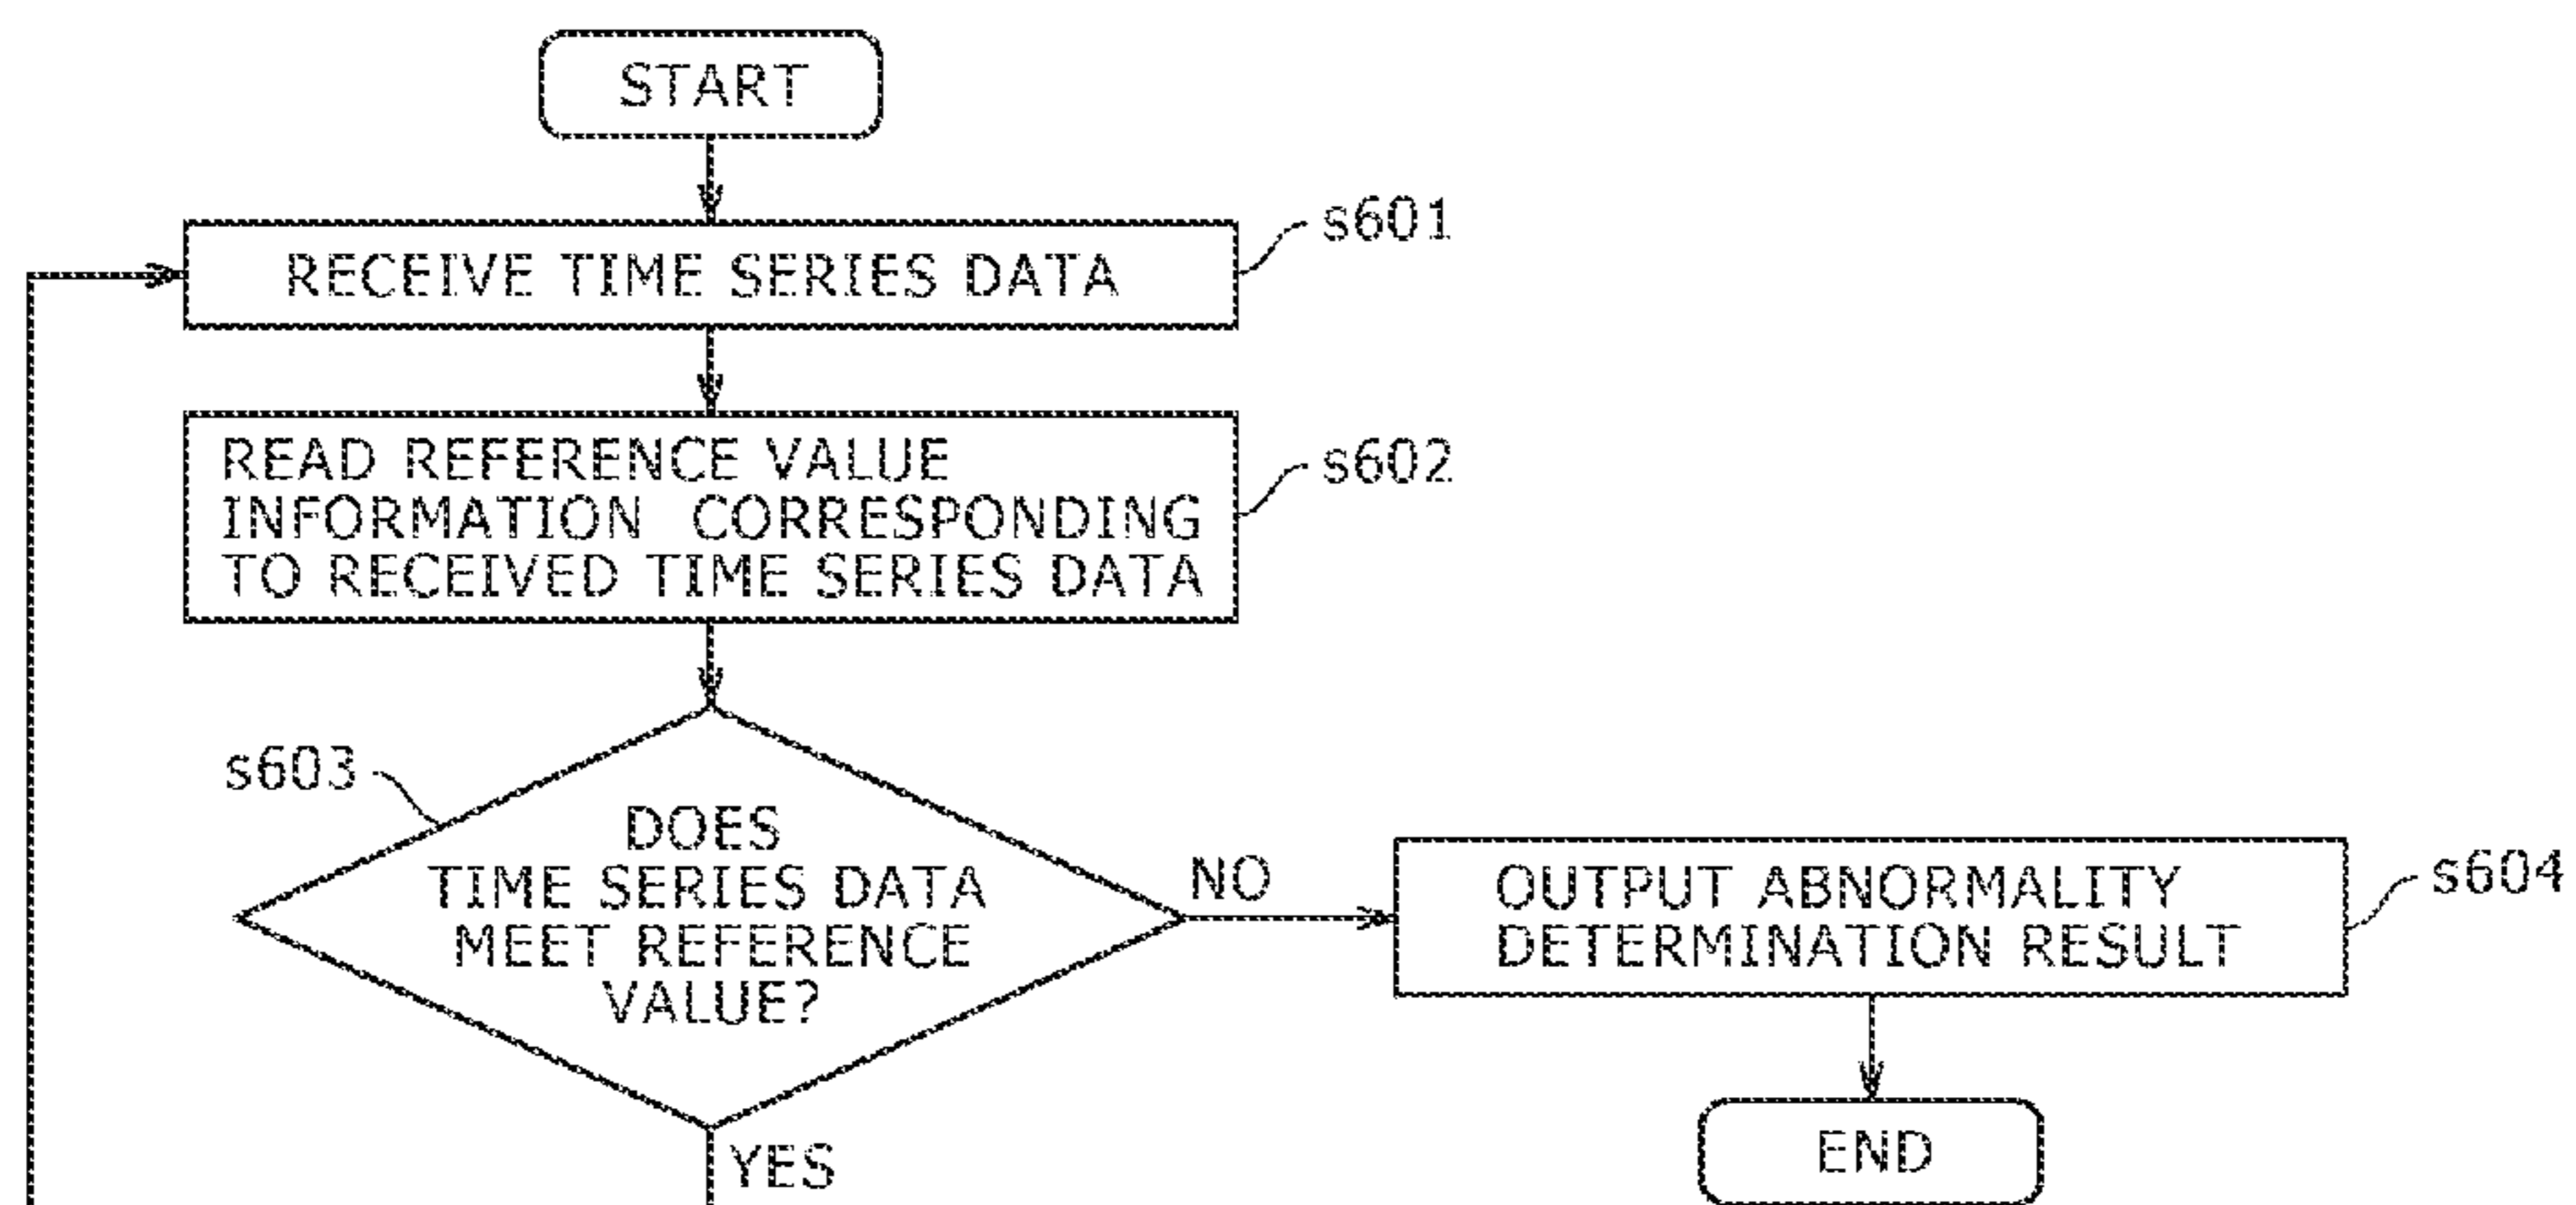 START
RECEIVE TIME SERIES DATA
s601
READ REFERENCE VALUE
INFORMATION CORRESPONDING
TO RECEIVED TIME SERIES DATA
s602
s603
DOES
TIME SERIES DATA
MEET REFERENCE
VALUE?
NO
OUTPUT ABNORMALITY
DETERMINATION RESULT
s604
YES
END